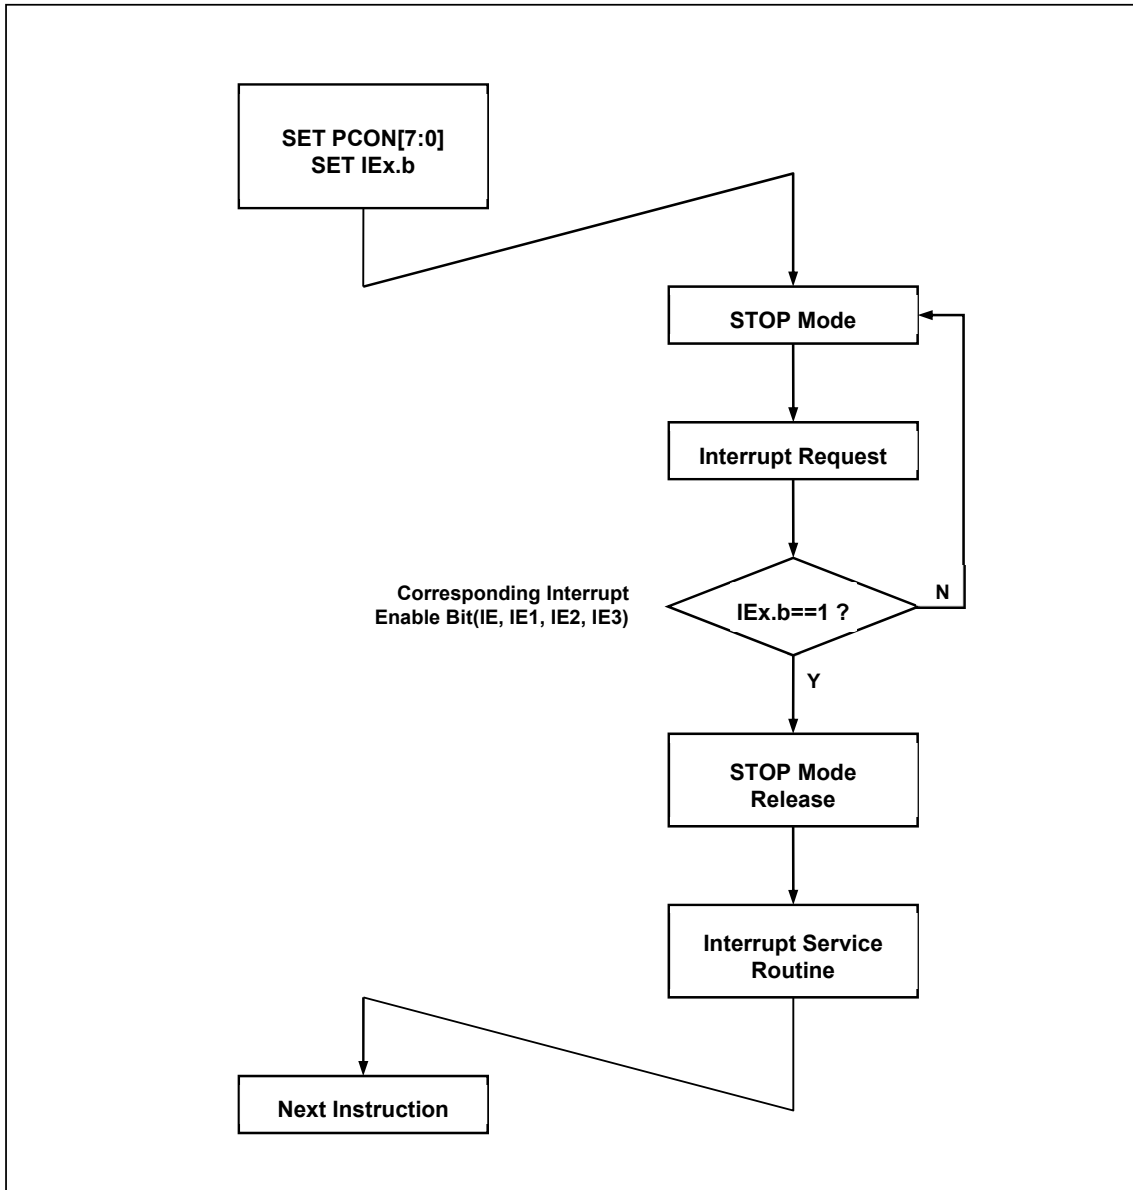 SET PCON[7:0]
SET IEx.b
STOP Mode
Interrupt Request
Corresponding Interrupt
Enable Bit(IE, IE1, IE2, IE3)
IEx.b==1 ?
N
Y
STOP Mode
Release
Interrupt Service
Routine
Next Instruction